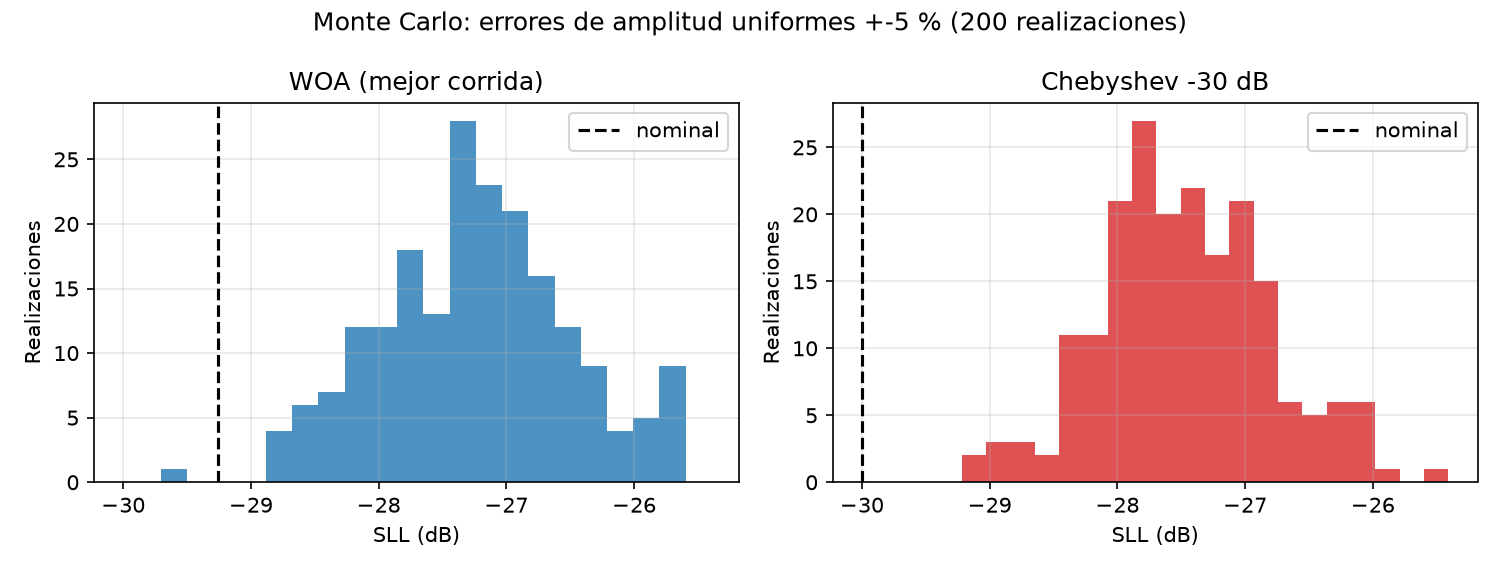 Monte Carlo: errores de amplitud uniformes +-5 % (200 realizaciones)
WOA (mejor corrida)
nominal
Realizaciones
25
20
15
10
5
0
−30
−29
−28
−27
−26
SLL (dB)
Chebyshev -30 dB
nominal
Realizaciones
25
20
15
10
5
0
−30
−29
−28
−27
−26
SLL (dB)